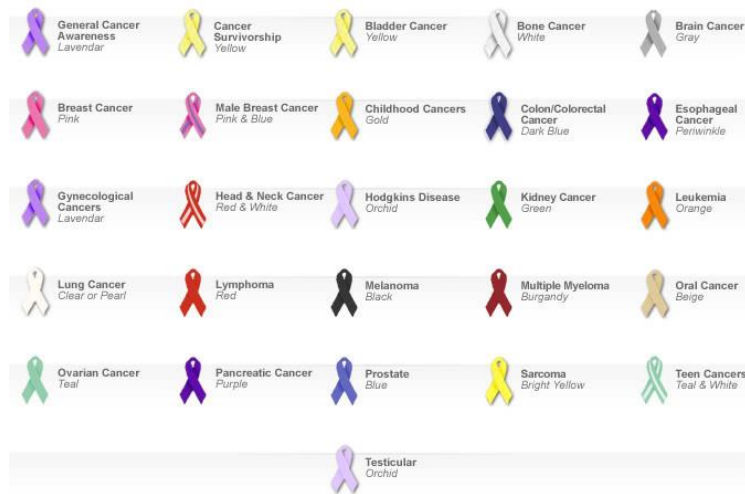 General Cancer
Awareness
Lavendar
Cancer
Survivorship
Yellow
Bladder Cancer
Yellow
Bone Cancer
White
Brain Cancer
Gray
Breast Cancer
Pink
Male Breast Cancer
Pink & Blue
Childhood Cancers
Gold
Colon/Colorectal
Cancer
Dark Blue
Esophageal
Cancer
Periwinkle
Gynecological
Cancers
Lavendar
Head & Neck Cancer
Red & White
Hodgkins Disease
Orchid
Kidney Cancer
Green
Leukemia
Orange
Lung Cancer
Clear or Pearl
Lymphoma
Red
Melanoma
Black
Multiple Myeloma
Burgandy
Oral Cancer
Beige
Ovarian Cancer
Teal
Pancreatic Cancer
Purple
Prostate
Blue
Sarcoma
Bright Yellow
Teen Cancers
Teal & White
Testicular
Orchid